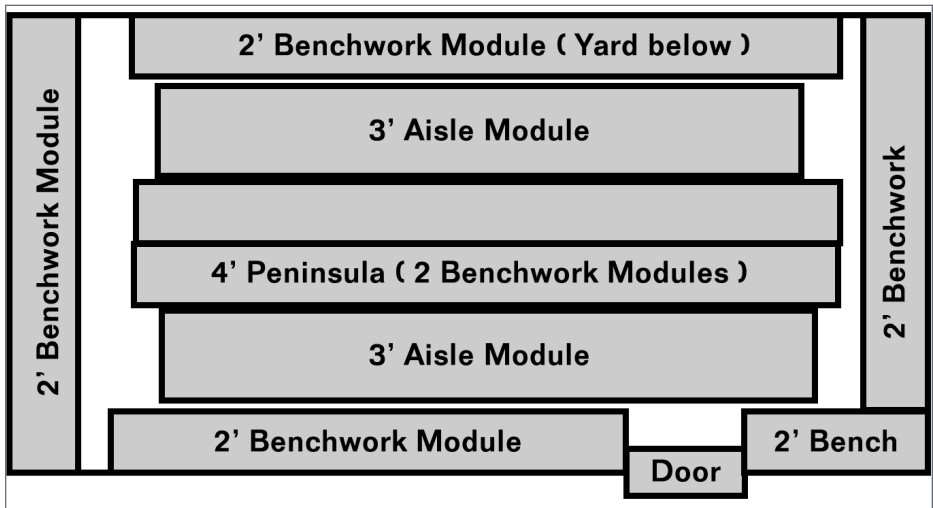 2’ Benchwork Module ( Yard below )
3’ Aisle Module
2’ Benchwork Module
2’ Benchwork
4’ Peninsula ( 2 Benchwork Modules )
3’ Aisle Module
2’ Benchwork Module
2’ Bench
Door